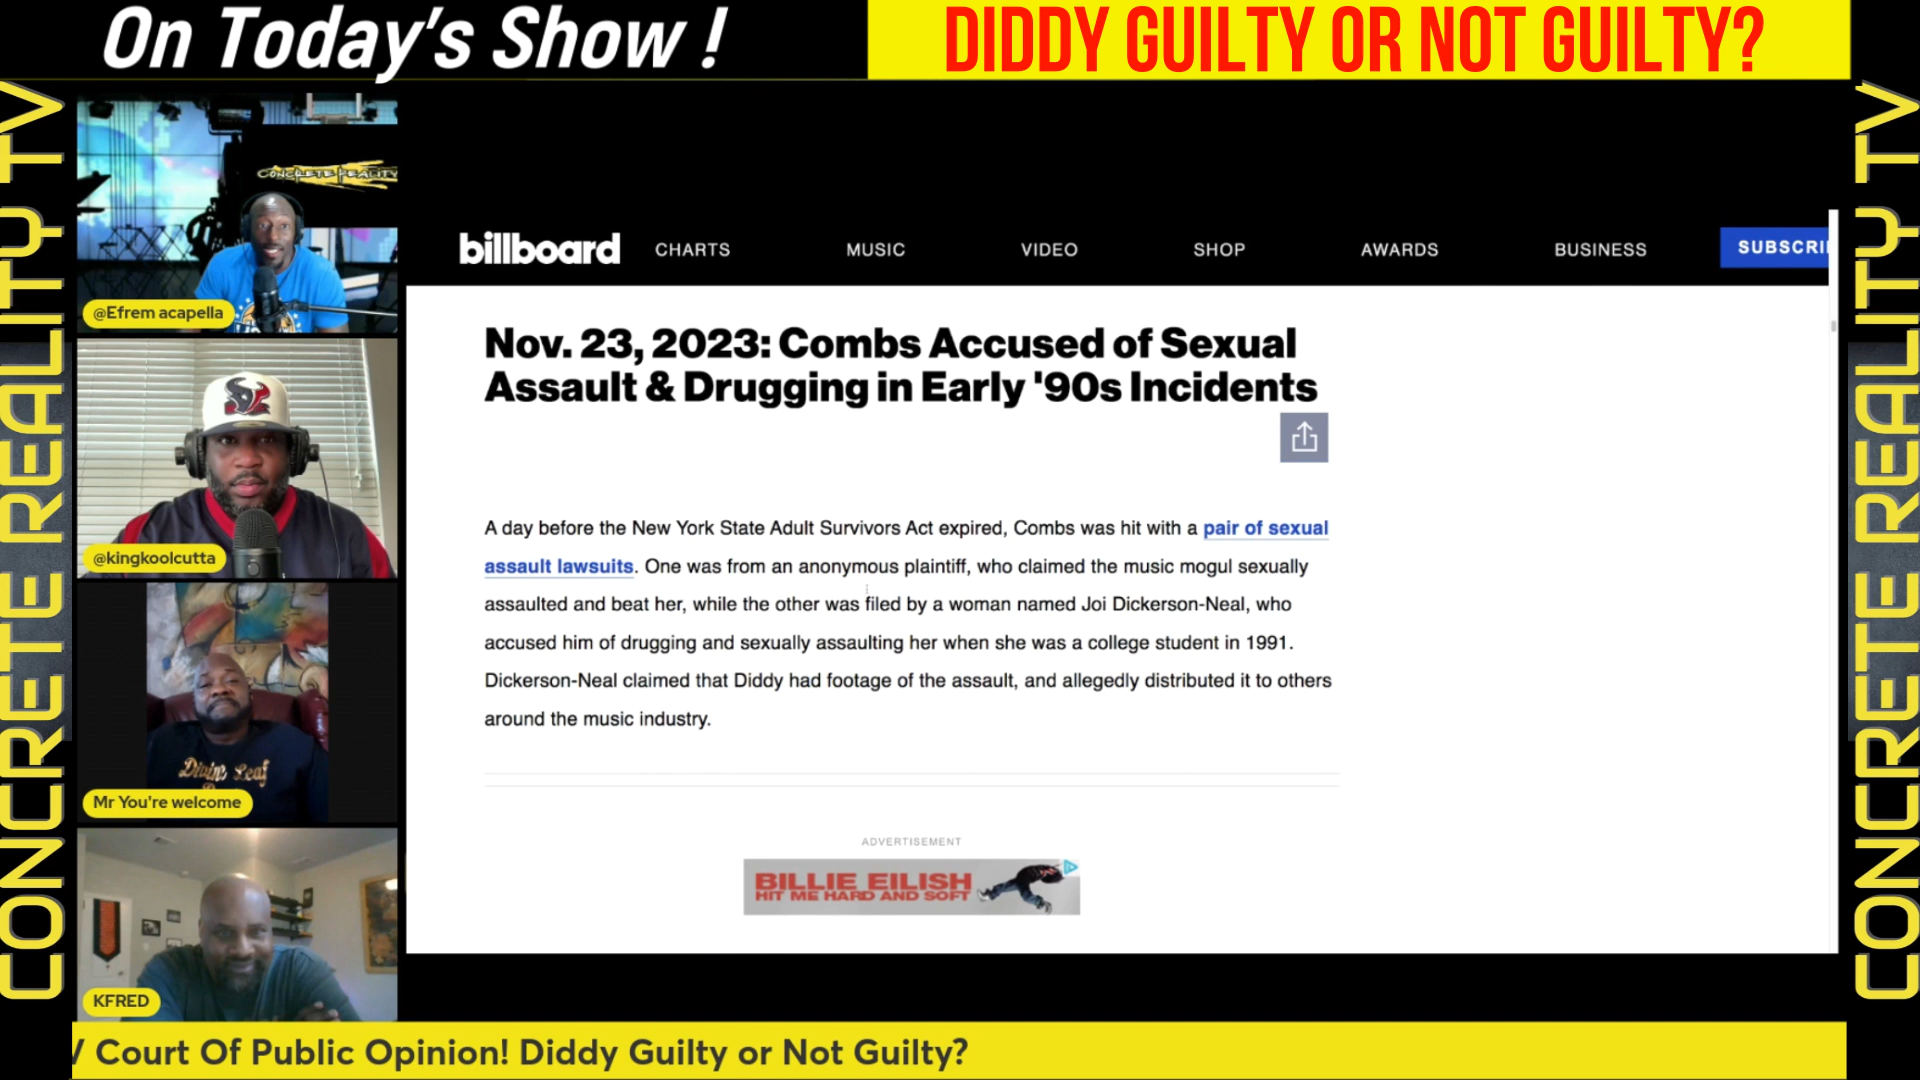 On Today's Show !
DIDDY GUILTY OR NOT GUILTY?
CONCRETE REALITY TV
CONCRETE REALITY
@Efrem acapella
@kingkoolcutta
Divine Leaf
Mr You're welcome
KFRED
billboard CHARTS MUSIC VIDEO SHOP AWARDS BUSINESS SUBSCRI
Nov. 23, 2023: Combs Accused of Sexual
Assault & Drugging in Early '90s Incidents
A day before the New York State Adult Survivors Act expired, Combs was hit with a pair of sexual
assault lawsuits. One was from an anonymous plaintiff, who claimed the music mogul sexually
assaulted and beat her, while the other was filed by a woman named Joi Dickerson-Neal, who
accused him of drugging and sexually assaulting her when she was a college student in 1991.
Dickerson-Neal claimed that Diddy had footage of the assault, and allegedly distributed it to others
around the music industry.
ADVERTISEMENT
BILLIE EILISH
HIT ME HARD AND SOFT
CONCRETE REALITY TV
Court Of Public Opinion! Diddy Guilty or Not Guilty?